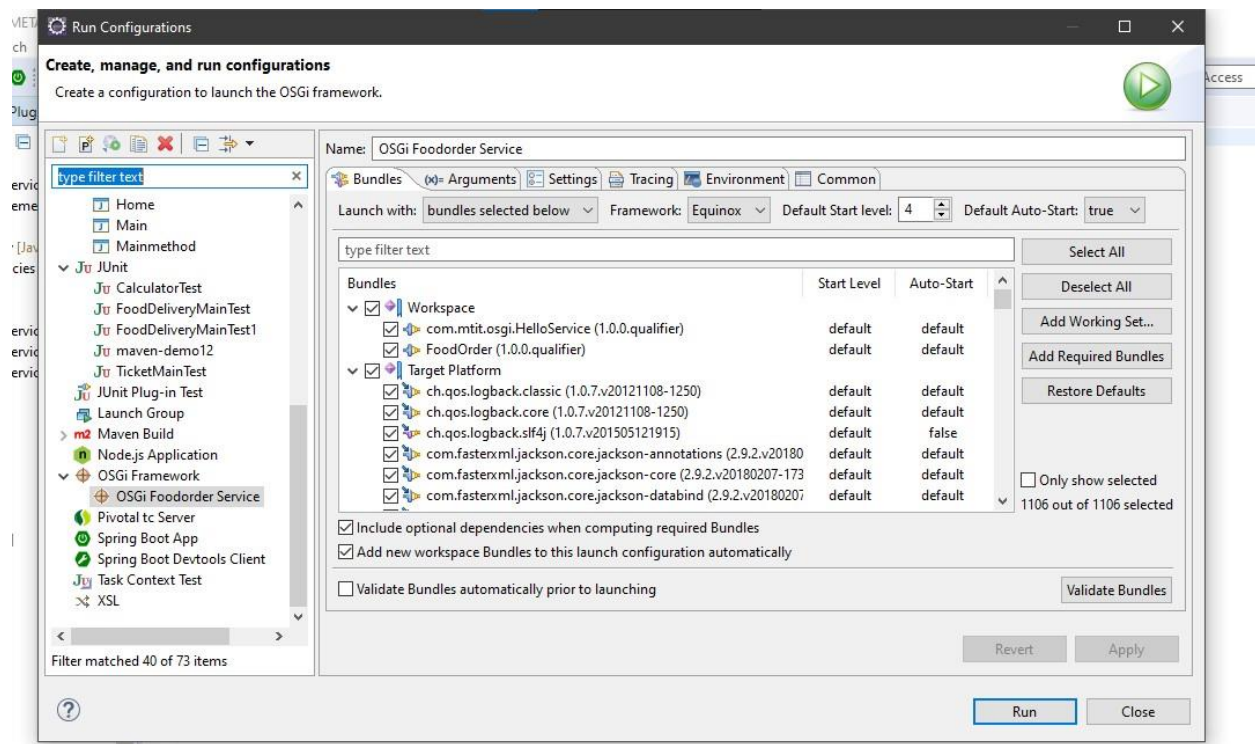 META
ch
Plug
ervic
eme
[Jav
cies
ervic
ervic
ervic
Access
Run Configurations
Create, manage, and run configurations
Create a configuration to launch the OSGi framework.
type filter text
Home
Main
Mainmethod
JUnit
CalculatorTest
FoodDeliveryMainTest
FoodDeliveryMainTest1
maven-demo12
TicketMainTest
JUnit Plug-in Test
Launch Group
m2 Maven Build
Node.js Application
OSGi Framework
OSGi Foodorder Service
Pivotal tc Server
Spring Boot App
Spring Boot Devtools Client
Task Context Test
XSL
Filter matched 40 of 73 items
Name: OSGi Foodorder Service
Bundles (x)= Arguments Settings Tracing Environment Common
Launch with: bundles selected below Framework: Equinox Default Start level: 4 Default Auto-Start: true
type filter text
Bundles Start Level Auto-Start
Workspace
com.mtit.osgi.HelloService (1.0.0.qualifier) default default
FoodOrder (1.0.0.qualifier) default default
Target Platform
ch.qos.logback.classic (1.0.7.v20121108-1250) default default
ch.qos.logback.core (1.0.7.v20121108-1250) default default
ch.qos.logback.slf4j (1.0.7.v201505121915) default false
com.fasterxml.jackson.core.jackson-annotations (2.9.2.v20180 default default
com.fasterxml.jackson.core.jackson-core (2.9.2.v20180207-173 default default
com.fasterxml.jackson.core.jackson-databind (2.9.2.v20180207 default default
Select All
Deselect All
Add Working Set...
Add Required Bundles
Restore Defaults
Only show selected
1106 out of 1106 selected
Include optional dependencies when computing required Bundles
Add new workspace Bundles to this launch configuration automatically
Validate Bundles automatically prior to launching
Validate Bundles
Revert Apply
Run Close